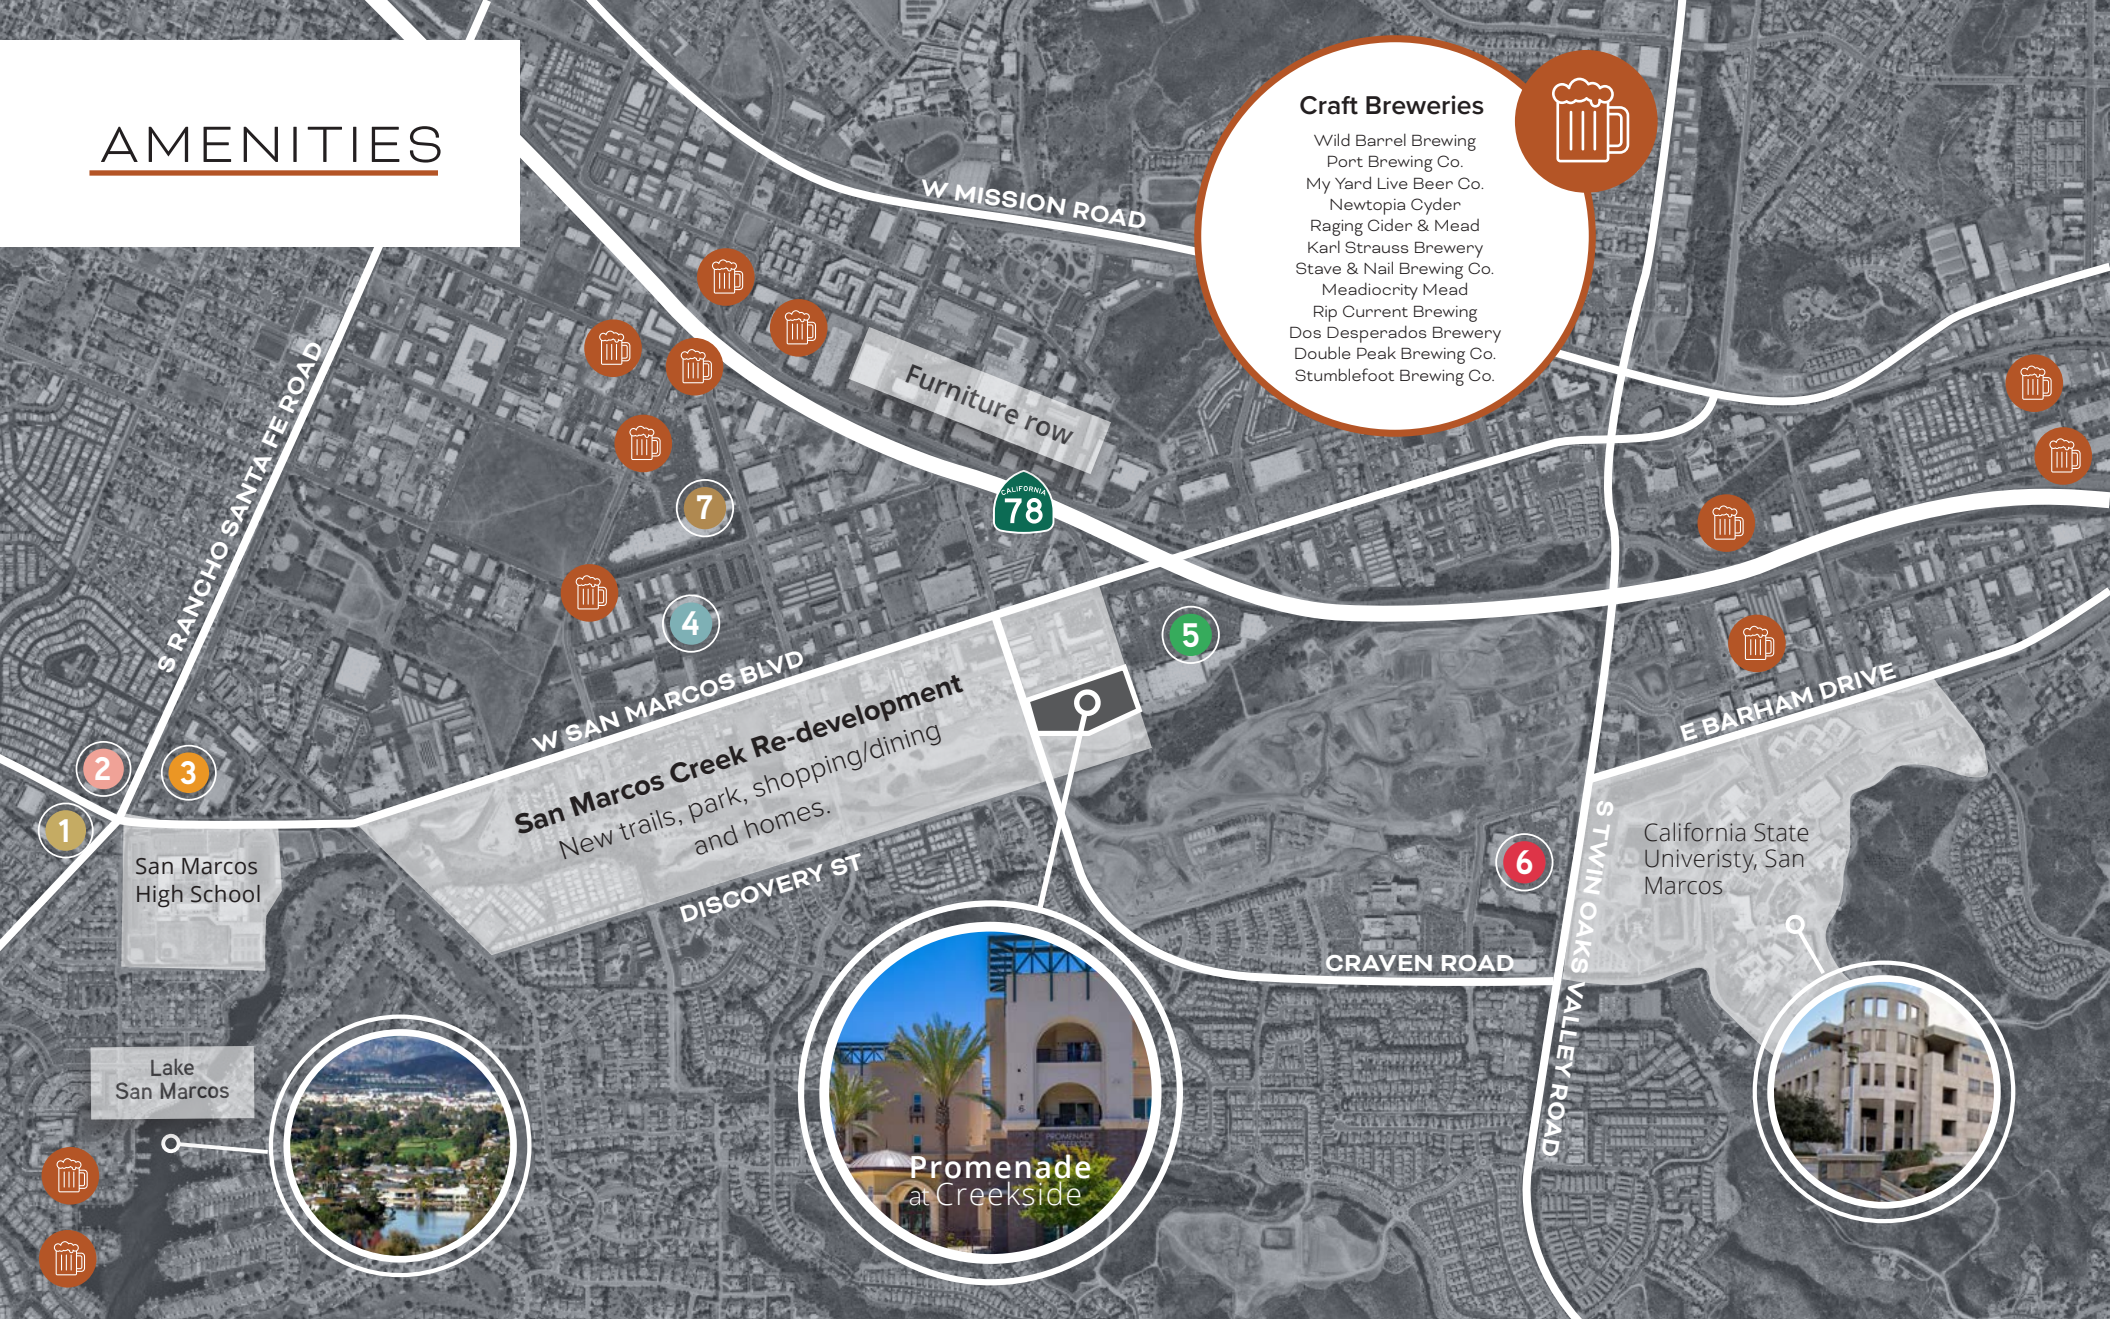 AMENITIES
Craft Breweries
Wild Barrel Brewing
Port Brewing Co.
My Yard Live Beer Co.
Newtopia Cyder
Raging Cider & Mead
Karl Strauss Brewery
Stave & Nail Brewing Co.
Meadiocrity Mead
Rip Current Brewing
Dos Desperados Brewery
Double Peak Brewing Co.
Stumblefoot Brewing Co.
W MISSION ROAD
S RANCHO SANTA FE ROAD
Furniture row
CALIFORNIA
78
7
4
5
W SAN MARCOS BLVD
San Marcos Creek Re-development
New trails, park, shopping/dining
and homes.
DISCOVERY ST
E BARHAM DRIVE
2
3
1
San Marcos
High School
6
S TWIN OAKS VALLEY ROAD
California State
Univeristy, San
Marcos
CRAVEN ROAD
Lake
San Marcos
PROMENADE
Promenade
at Creekside